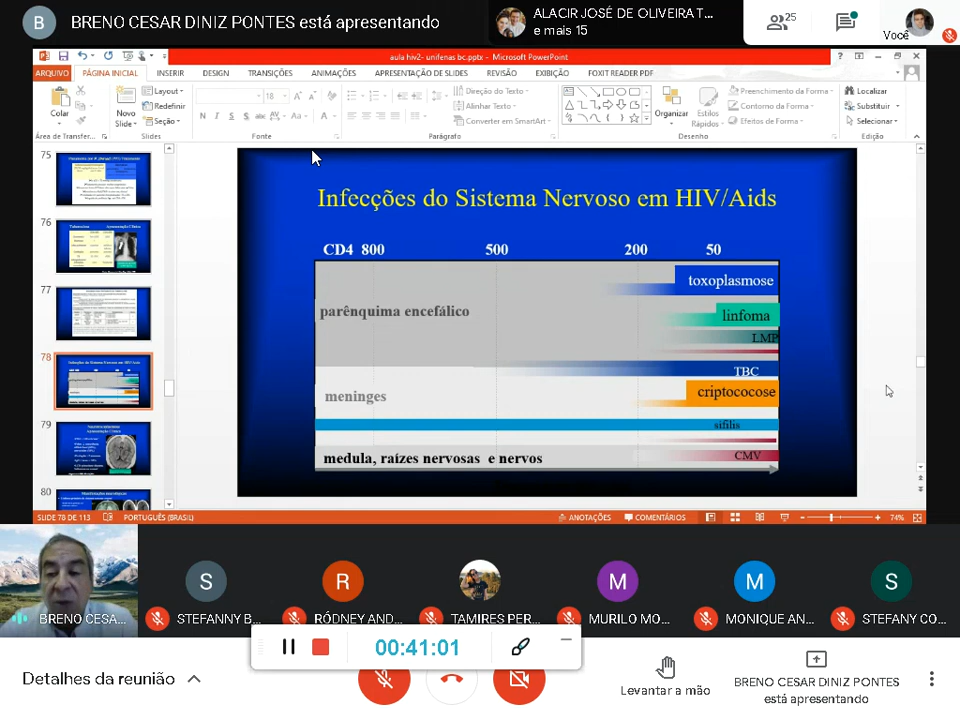 B
BRENO CESAR DINIZ PONTES está apresentando
ALACIR JOSÉ DE OLIVEIRA T...
e mais 15
25
Você
aula hiv2- unifenas bc.pptx - Microsoft PowerPoint
ARQUIVO
PÁGINA INICIAL
INSERIR
DESIGN
TRANSIÇÕES
ANIMAÇÕES
APRESENTAÇÃO DE SLIDES
REVISÃO
EXIBIÇÃO
FOXIT READER PDF
Colar
Novo
Slide
Layout
Redefinir
Seção
18
N I S S abc AV Aa A
Direção do Texto
Alinhar Texto
Converter em SmartArt
Organizar
Estilos
Rápidos
Preenchimento da Forma
Contorno da Forma
Efeitos de Forma
Localizar
Substituir
Selecionar
Área de Transfer...
Slides
Fonte
Parágrafo
Desenho
Edição
75
76
77
78
79
80
Infecções do Sistema Nervoso em HIV/Aids
CD4 800 500 200 50
toxoplasmose
parênquima encefálico
linfoma
LMP
TBC
meninges
criptococose
sífilis
medula, raízes nervosas e nervos
CMV
SLIDE 78 DE 113
PORTUGUÊS (BRASIL)
ANOTAÇÕES
COMENTÁRIOS
74%
S
R
M
M
S
BRENO CESA...
STEFANNY B...
RÓDNEY AND...
TAMIRES PER...
MURILO MO...
MONIQUE AN...
STEFANY CO...
00:41:01
Detalhes da reunião
Levantar a mão
BRENO CESAR DINIZ PONTES
está apresentando